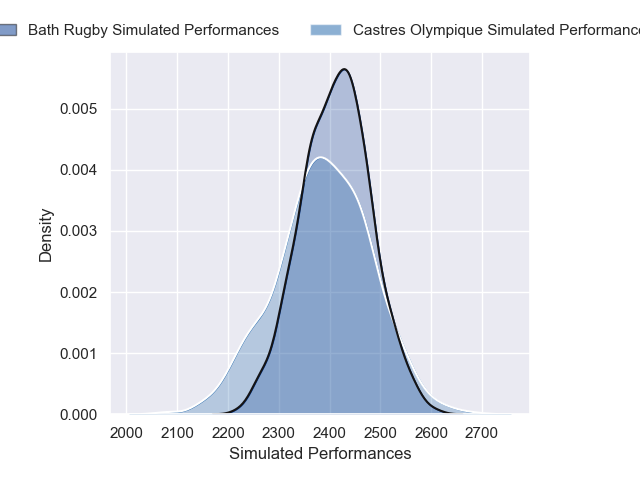 Bath Rugby Simulated Performances
Castres Olympique Simulated Performanc
0.005
0.004
0.003
0.002
0.001
0.000
Density
2000 2100 2200 2300 2400 2500 2600 2700
Simulated Performances